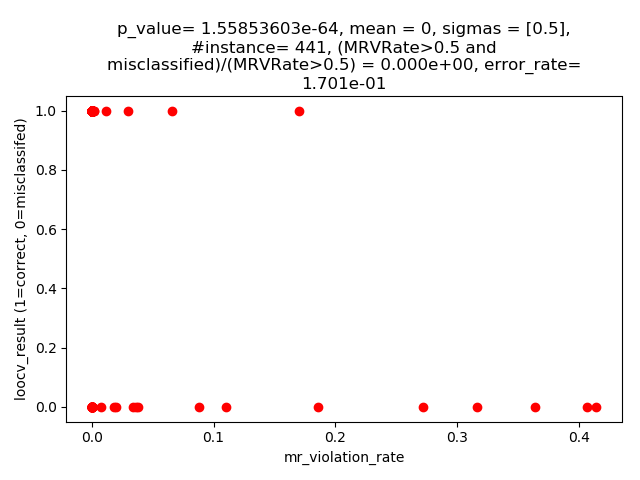 p_value= 1.55853603e-64, mean = 0, sigmas = [0.5],
#instance= 441, (MRVRate>0.5 and
misclassified)/(MRVRate>0.5) = 0.000e+00, error_rate=
1.701e-01
1.0
0.8
0.6
0.4
0.2
0.0
loocv_result (1=correct, 0=misclassifed)
0.0 0.1 0.2 0.3 0.4
mr_violation_rate